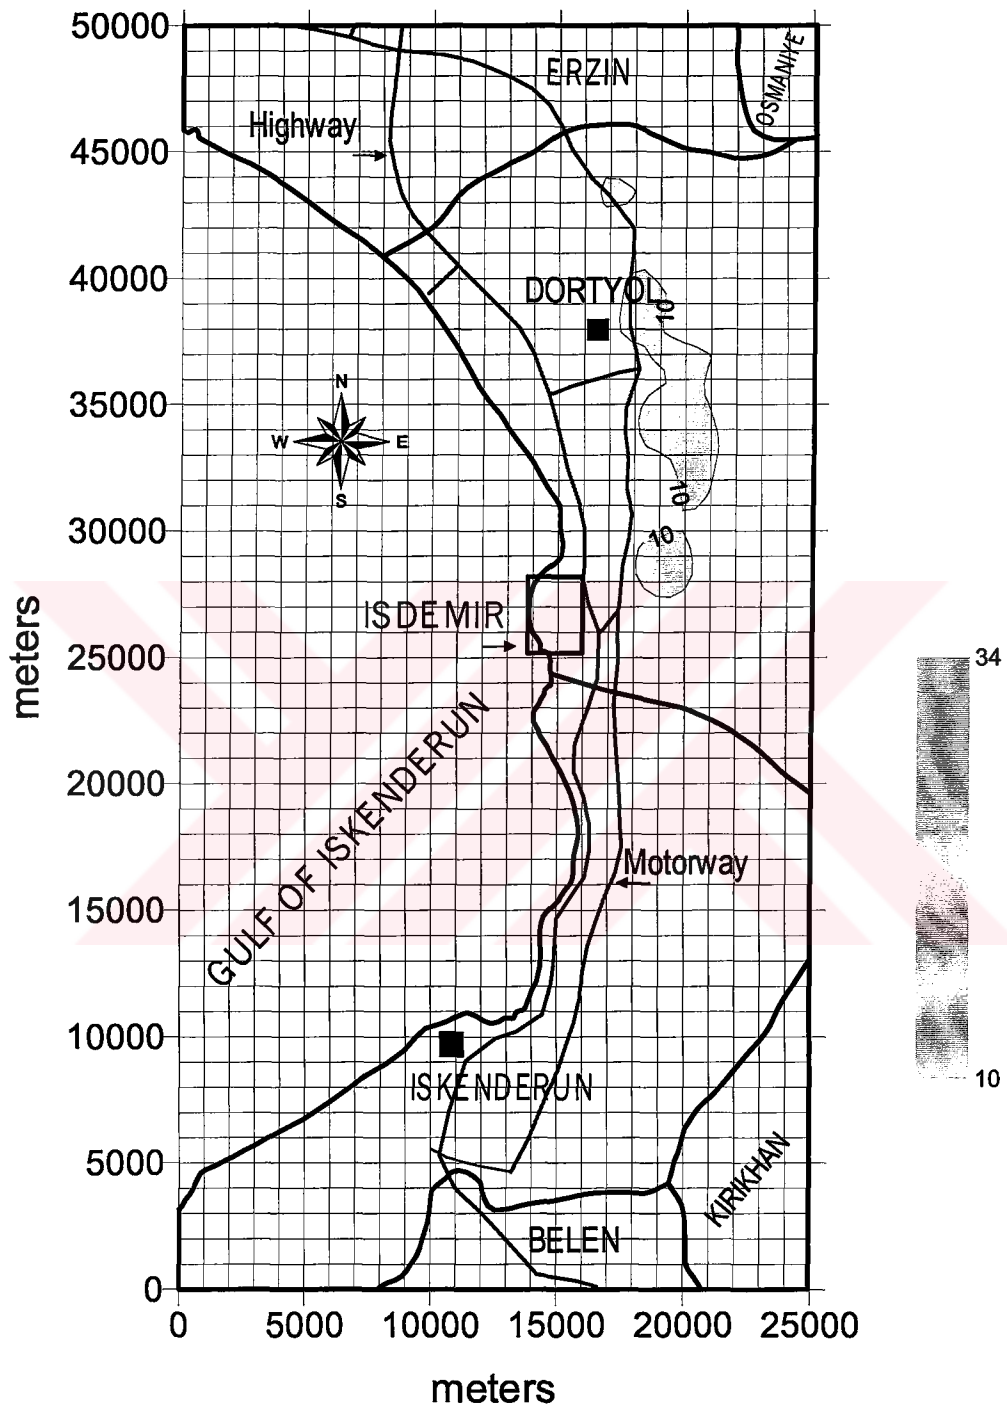 50000
45000
40000
35000
30000
25000
20000
15000
10000
5000
0
meters
ERZIN
OSMANIYE
Highway
DORTYOL
10
N
W
E
S
10
10
ISDEMIR
GULF OF ISKENDERUN
Motorway
ISKENDERUN
KIRIKHAN
BELEN
34
10
0
5000
10000
15000
20000
25000
meters